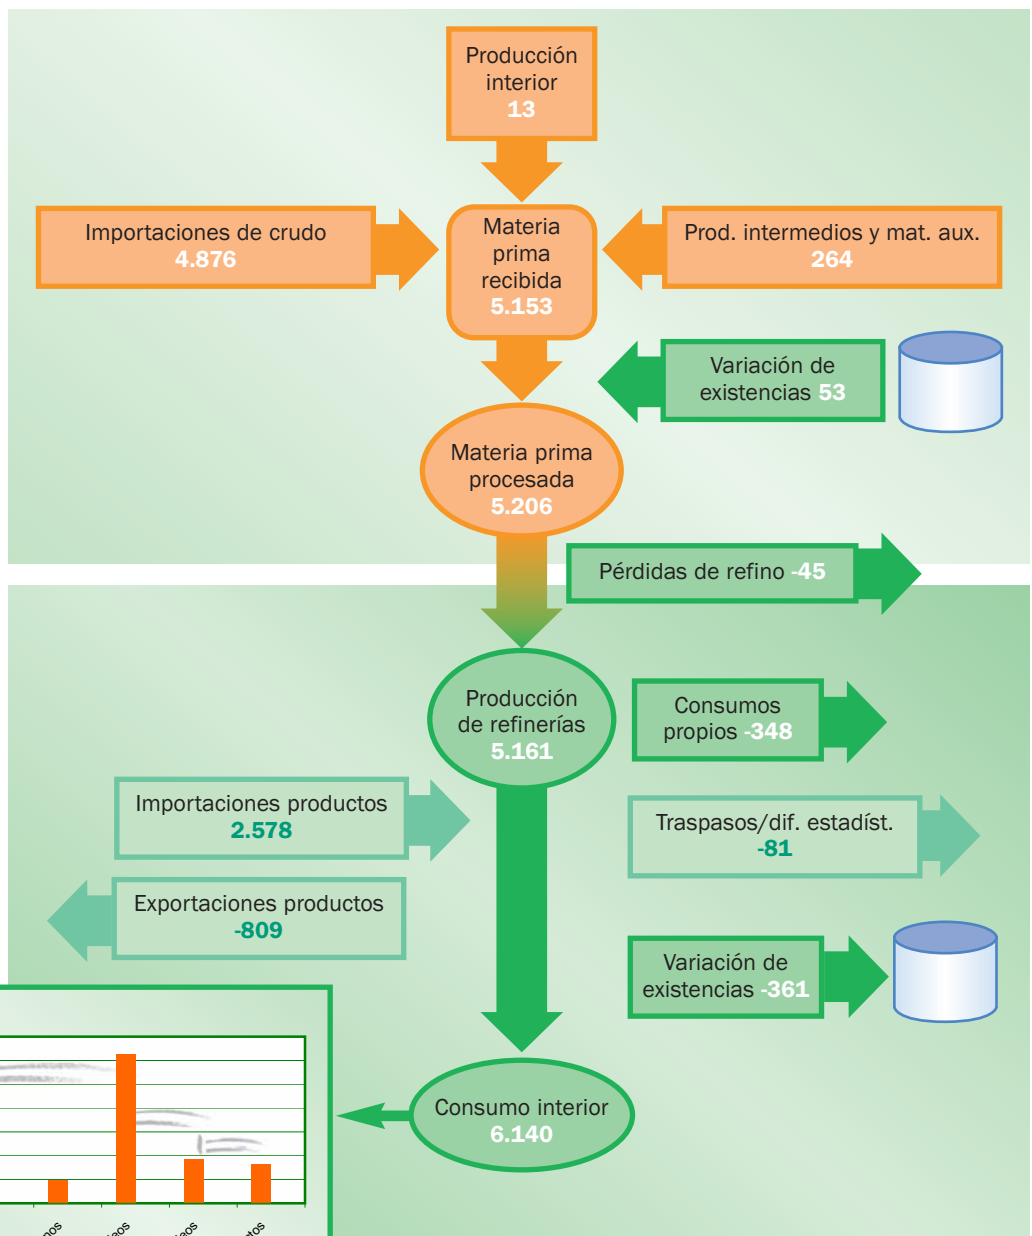 Producción
interior
13
Importaciones de crudo
4.876
Materia
prima
recibida
5.153
Prod. intermedios y mat. aux.
264
Variación de
existencias 53
Materia prima
procesada
5.206
Pérdidas de refino -45
Producción
de refinerías
5.161
Consumos
propios -348
Importaciones productos
2.578
Traspasos/dif. estadíst.
-81
Exportaciones productos
-809
Variación de
existencias -361
Consumo interior
6.140